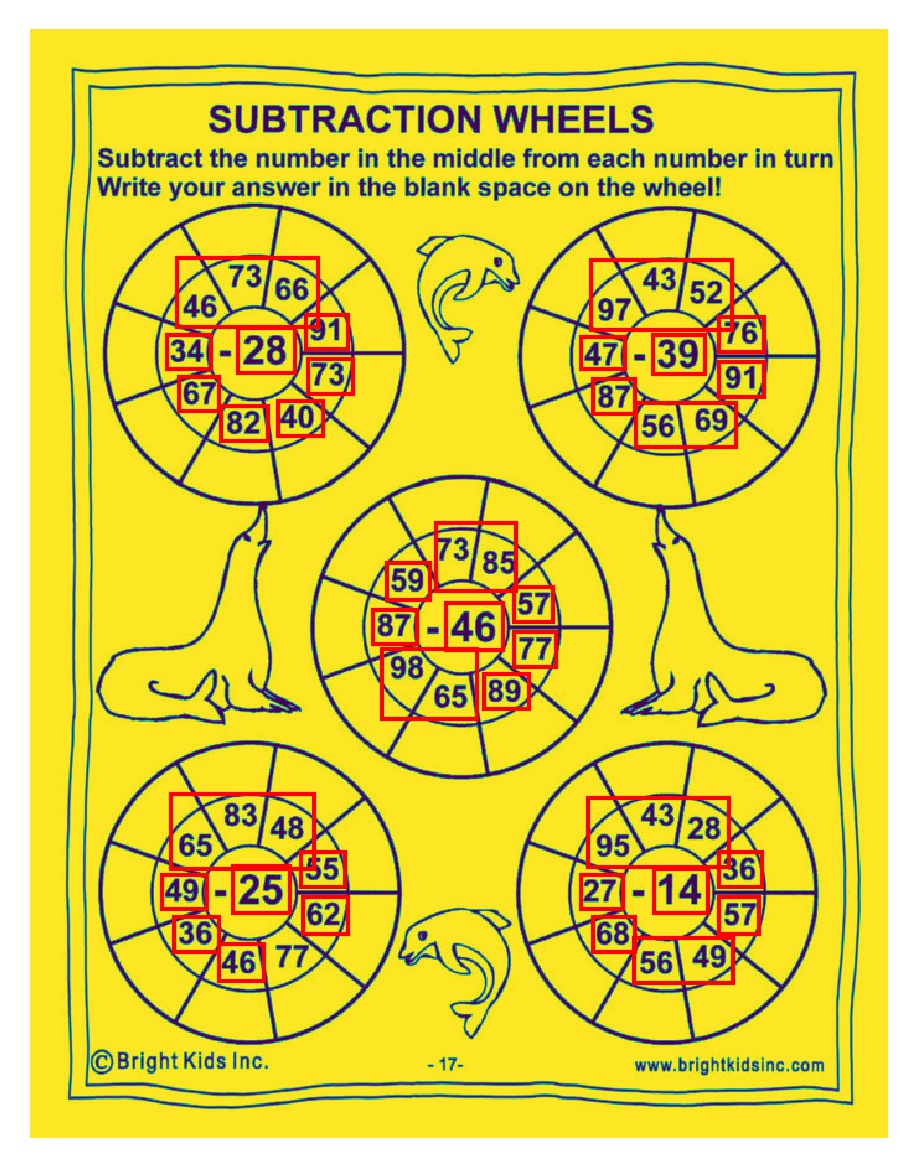 SUBTRACTION WHEELS
Subtract the number in the middle from each number in turn
Write your answer in the blank space on the wheel!
46 73 66 91 73 40 82 67 34
- 28
97 43 52 76 91 69 56 87 47
- 39
59 73 85 57 77 89 65 98 87
- 46
65 83 48 55 62 77 46 36 49
- 25
95 43 28 36 57 49 56 68 27
- 14
© Bright Kids Inc.
- 17-
www.brightkidsinc.com